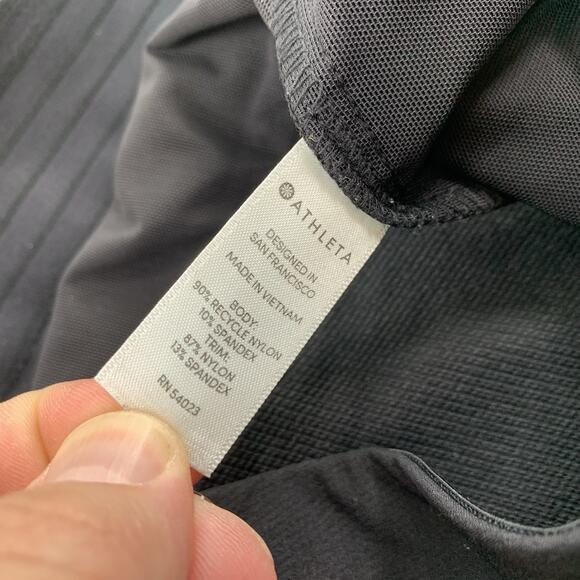 ATHLETA
DESIGNED IN
SAN FRANCISCO
MADE IN VIETNAM
BODY:
90% RECYCLE NYLON
10% SPANDEX
TRIM:
87% NYLON
13% SPANDEX
RN 54023